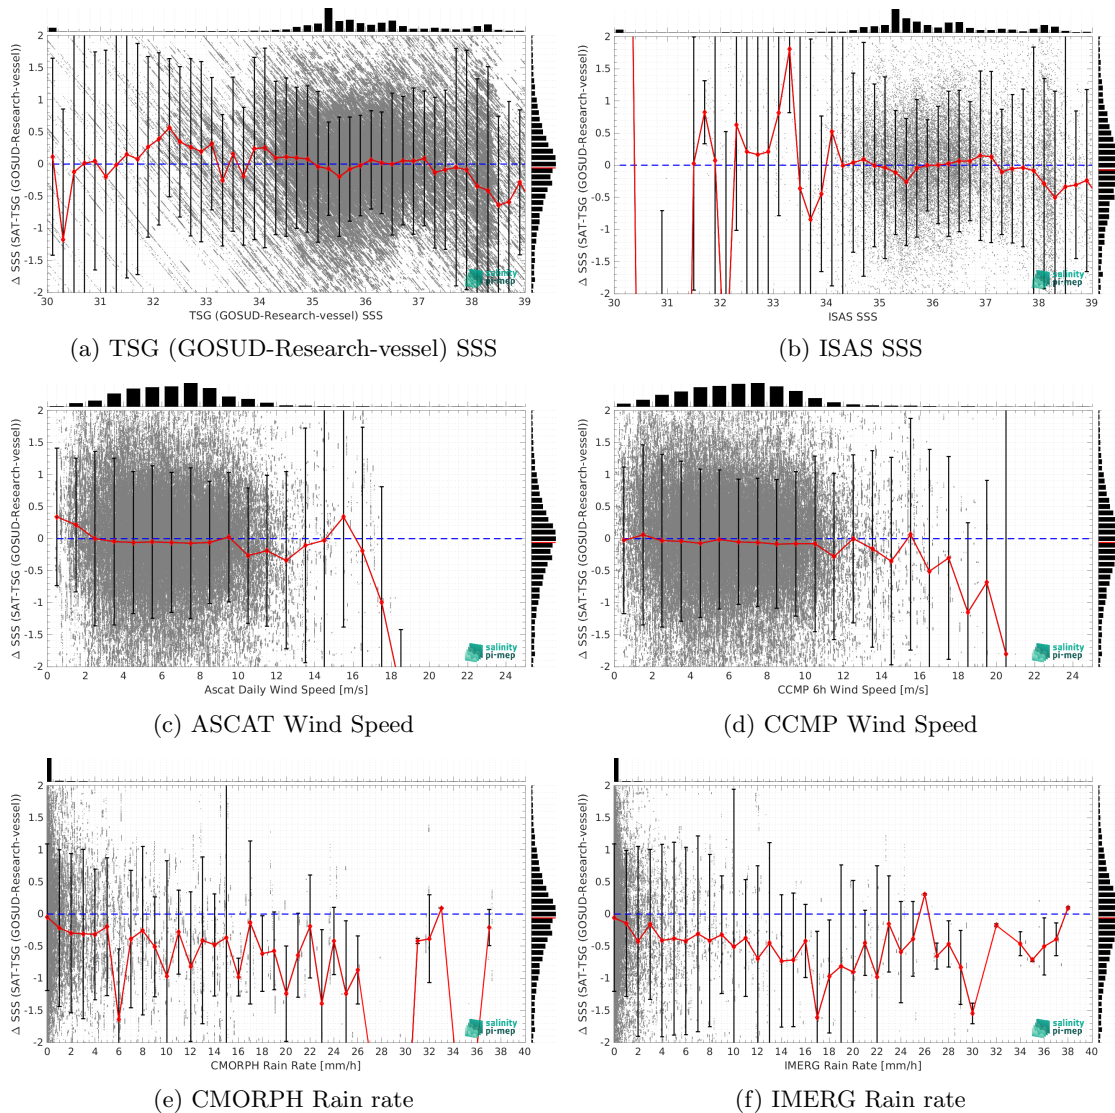 2
1.5
1
0.5
0
-0.5
-1
-1.5
-2
Δ SSS (SAT-TSG (GOSUD-Research-vessel))
30 31 32 33 34 35 36 37 38 39
TSG (GOSUD-Research-vessel) SSS
salinity
pi-mep
(a) TSG (GOSUD-Research-vessel) SSS
2
1.5
1
0.5
0
-0.5
-1
-1.5
-2
Δ SSS (SAT-TSG (GOSUD-Research-vessel))
30 31 32 33 34 35 36 37 38 39
ISAS SSS
salinity
pi-mep
(b) ISAS SSS
2
1.5
1
0.5
0
-0.5
-1
-1.5
-2
Δ SSS (SAT-TSG (GOSUD-Research-vessel))
0 2 4 6 8 10 12 14 16 18 20 22 24
Ascat Daily Wind Speed [m/s]
salinity
pi-mep
(c) ASCAT Wind Speed
2
1.5
1
0.5
0
-0.5
-1
-1.5
-2
Δ SSS (SAT-TSG (GOSUD-Research-vessel))
0 2 4 6 8 10 12 14 16 18 20 22 24
CCMP 6h Wind Speed [m/s]
salinity
pi-mep
(d) CCMP Wind Speed
2
1.5
1
0.5
0
-0.5
-1
-1.5
-2
Δ SSS (SAT-TSG (GOSUD-Research-vessel))
0 2 4 6 8 10 12 14 16 18 20 22 24 26 28 30 32 34 36 38 40
CMORPH Rain Rate [mm/h]
salinity
pi-mep
(e) CMORPH Rain rate
2
1.5
1
0.5
0
-0.5
-1
-1.5
-2
Δ SSS (SAT-TSG (GOSUD-Research-vessel))
0 2 4 6 8 10 12 14 16 18 20 22 24 26 28 30 32 34 36 38 40
IMERG Rain Rate [mm/h]
salinity
pi-mep
(f) IMERG Rain rate